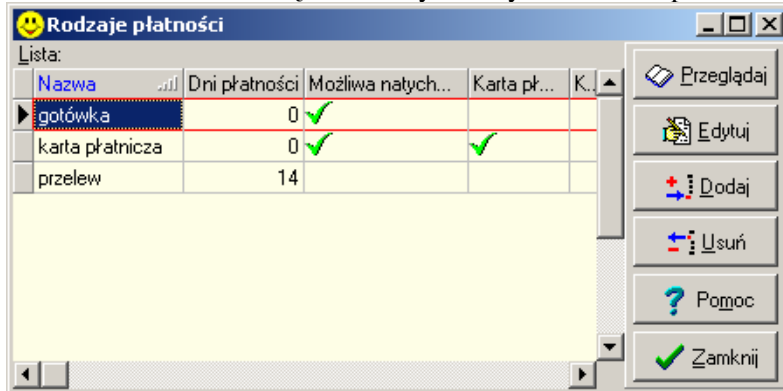 Rodzaje płatności
Lista:
Nazwa Dni płatności Możliwa natych... Karta pł... K...
gotówka 0
karta płatnicza 0
przelew 14
Przeglądaj
Edytuj
Dodaj
Usuń
Pomoc
Zamknij